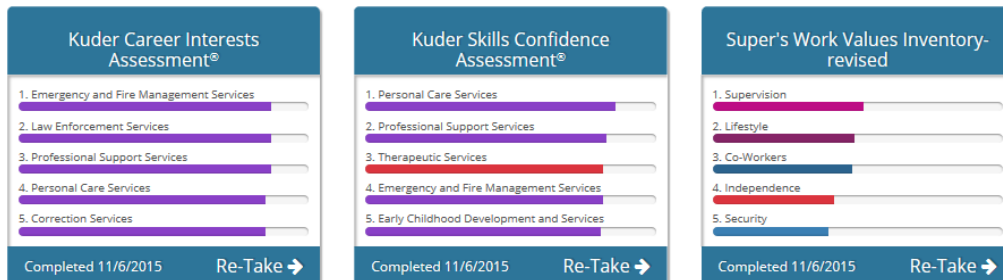 Kuder Career Interests
Assessment®
1. Emergency and Fire Management Services
2. Law Enforcement Services
3. Professional Support Services
4. Personal Care Services
5. Correction Services
Completed 11/6/2015 Re-Take →
Kuder Skills Confidence
Assessment®
1. Personal Care Services
2. Professional Support Services
3. Therapeutic Services
4. Emergency and Fire Management Services
5. Early Childhood Development and Services
Completed 11/6/2015 Re-Take →
Super's Work Values Inventory-
revised
1. Supervision
2. Lifestyle
3. Co-Workers
4. Independence
5. Security
Completed 11/6/2015 Re-Take →